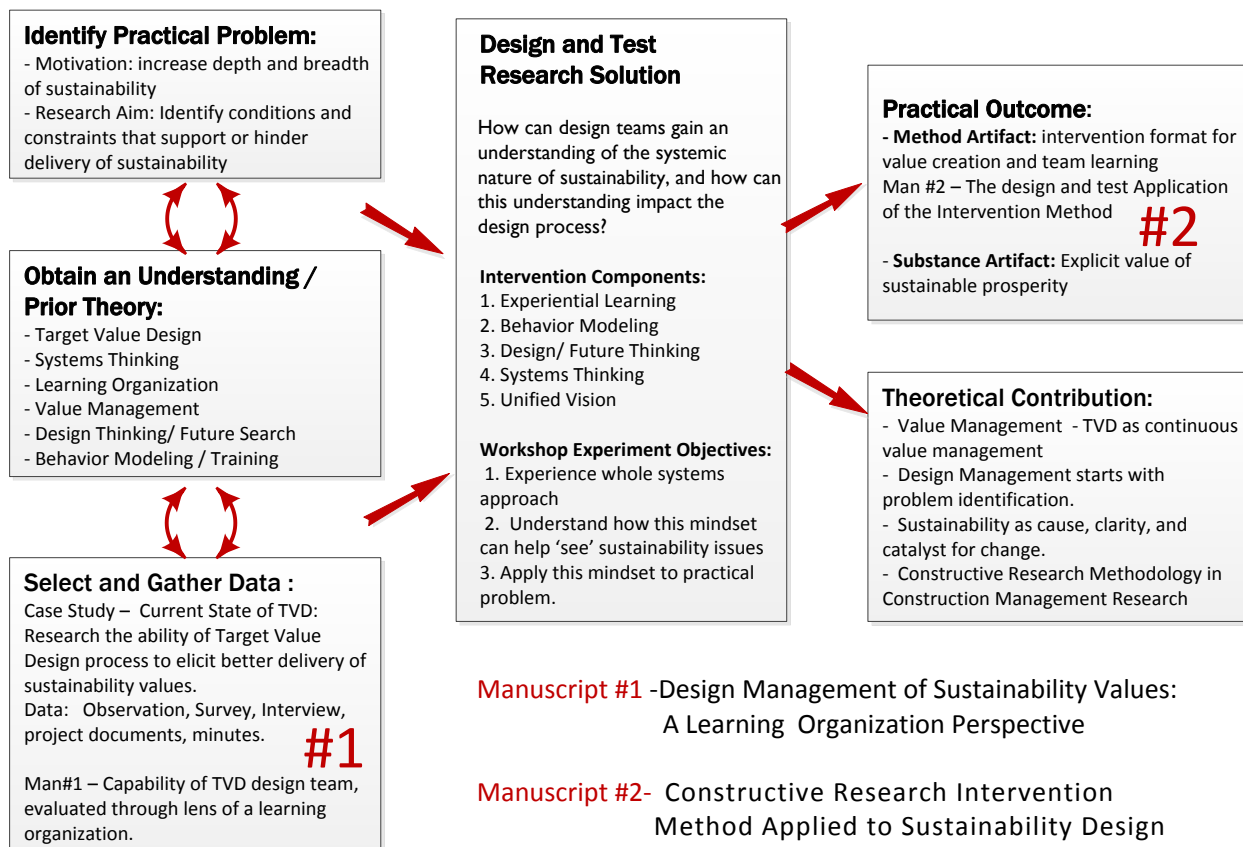 Identify Practical Problem:
- Motivation: increase depth and breadth
of sustainability
- Research Aim: Identify conditions and
constraints that support or hinder
delivery of sustainability
Obtain an Understanding /
Prior Theory:
- Target Value Design
- Systems Thinking
- Learning Organization
- Value Management
- Design Thinking/ Future Search
- Behavior Modeling / Training
Select and Gather Data :
Case Study – Current State of TVD:
Research the ability of Target Value
Design process to elicit better delivery of
sustainability values.
Data: Observation, Survey, Interview,
project documents, minutes.
#1
Man#1 – Capability of TVD design team,
evaluated through lens of a learning
organization.
Design and Test
Research Solution
How can design teams gain an
understanding of the systemic
nature of sustainability, and how can
this understanding impact the
design process?
Intervention Components:
1. Experiential Learning
2. Behavior Modeling
3. Design/ Future Thinking
4. Systems Thinking
5. Unified Vision
Workshop Experiment Objectives:
1. Experience whole systems
approach
2. Understand how this mindset
can help ‘see’ sustainability issues
3. Apply this mindset to practical
problem.
Practical Outcome:
- Method Artifact: intervention format for
value creation and team learning
Man #2 – The design and test Application
of the Intervention Method
#2
- Substance Artifact: Explicit value of
sustainable prosperity
Theoretical Contribution:
- Value Management - TVD as continuous
value management
- Design Management starts with
problem identification.
- Sustainability as cause, clarity, and
catalyst for change.
- Constructive Research Methodology in
Construction Management Research
Manuscript #1 -Design Management of Sustainability Values:
A Learning Organization Perspective
Manuscript #2- Constructive Research Intervention
Method Applied to Sustainability Design